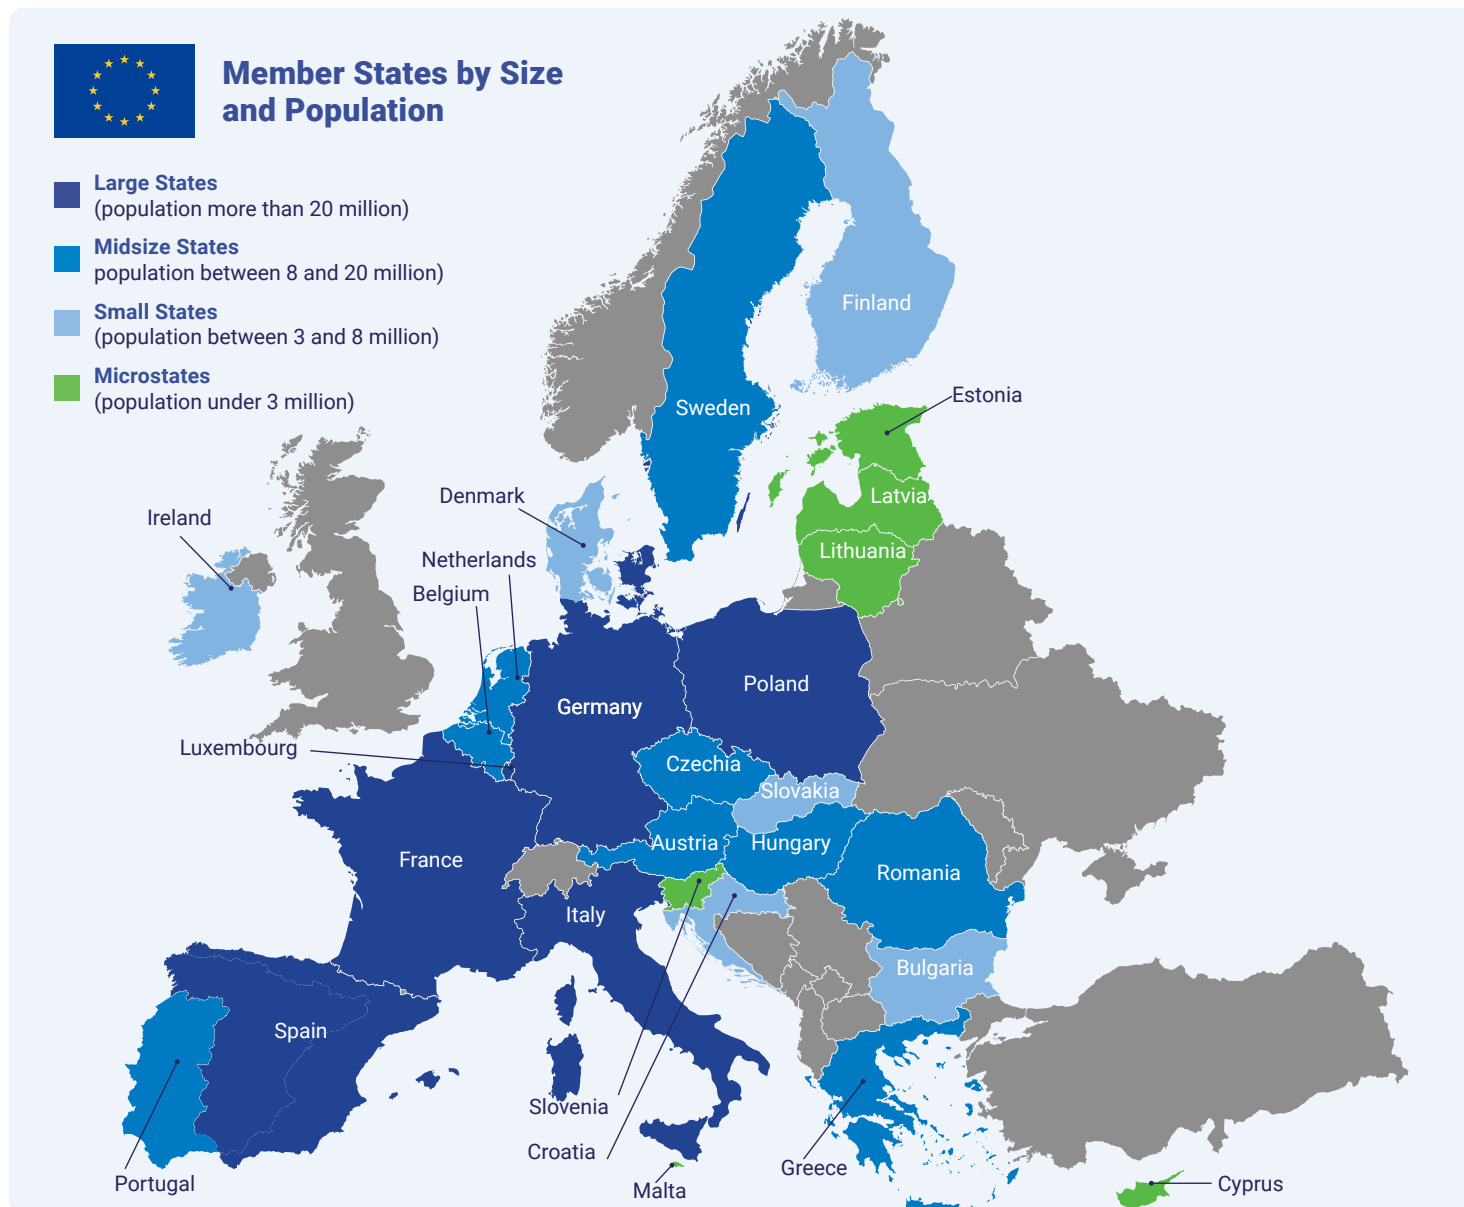 Member States by Size
and Population
Large States
(population more than 20 million)
Midsize States
population between 8 and 20 million)
Small States
(population between 3 and 8 million)
Microstates
(population under 3 million)
Finland
Estonia
Sweden
Latvia
Denmark
Ireland
Lithuania
Netherlands
Belgium
Poland
Germany
Luxembourg
Czechia
Slovakia
Austria
Hungary
France
Romania
Italy
Bulgaria
Spain
Slovenia
Croatia
Greece
Portugal
Malta
Cyprus